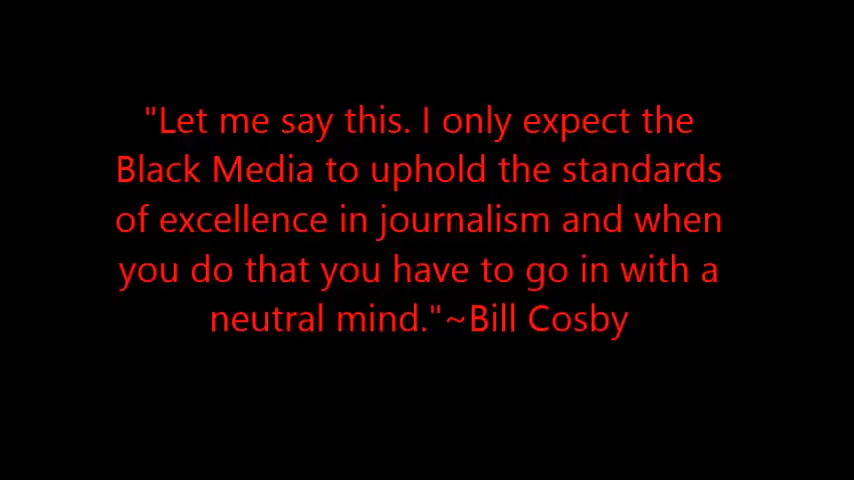 "Let me say this. I only expect the
Black Media to uphold the standards
of excellence in journalism and when
you do that you have to go in with a
neutral mind."~Bill Cosby